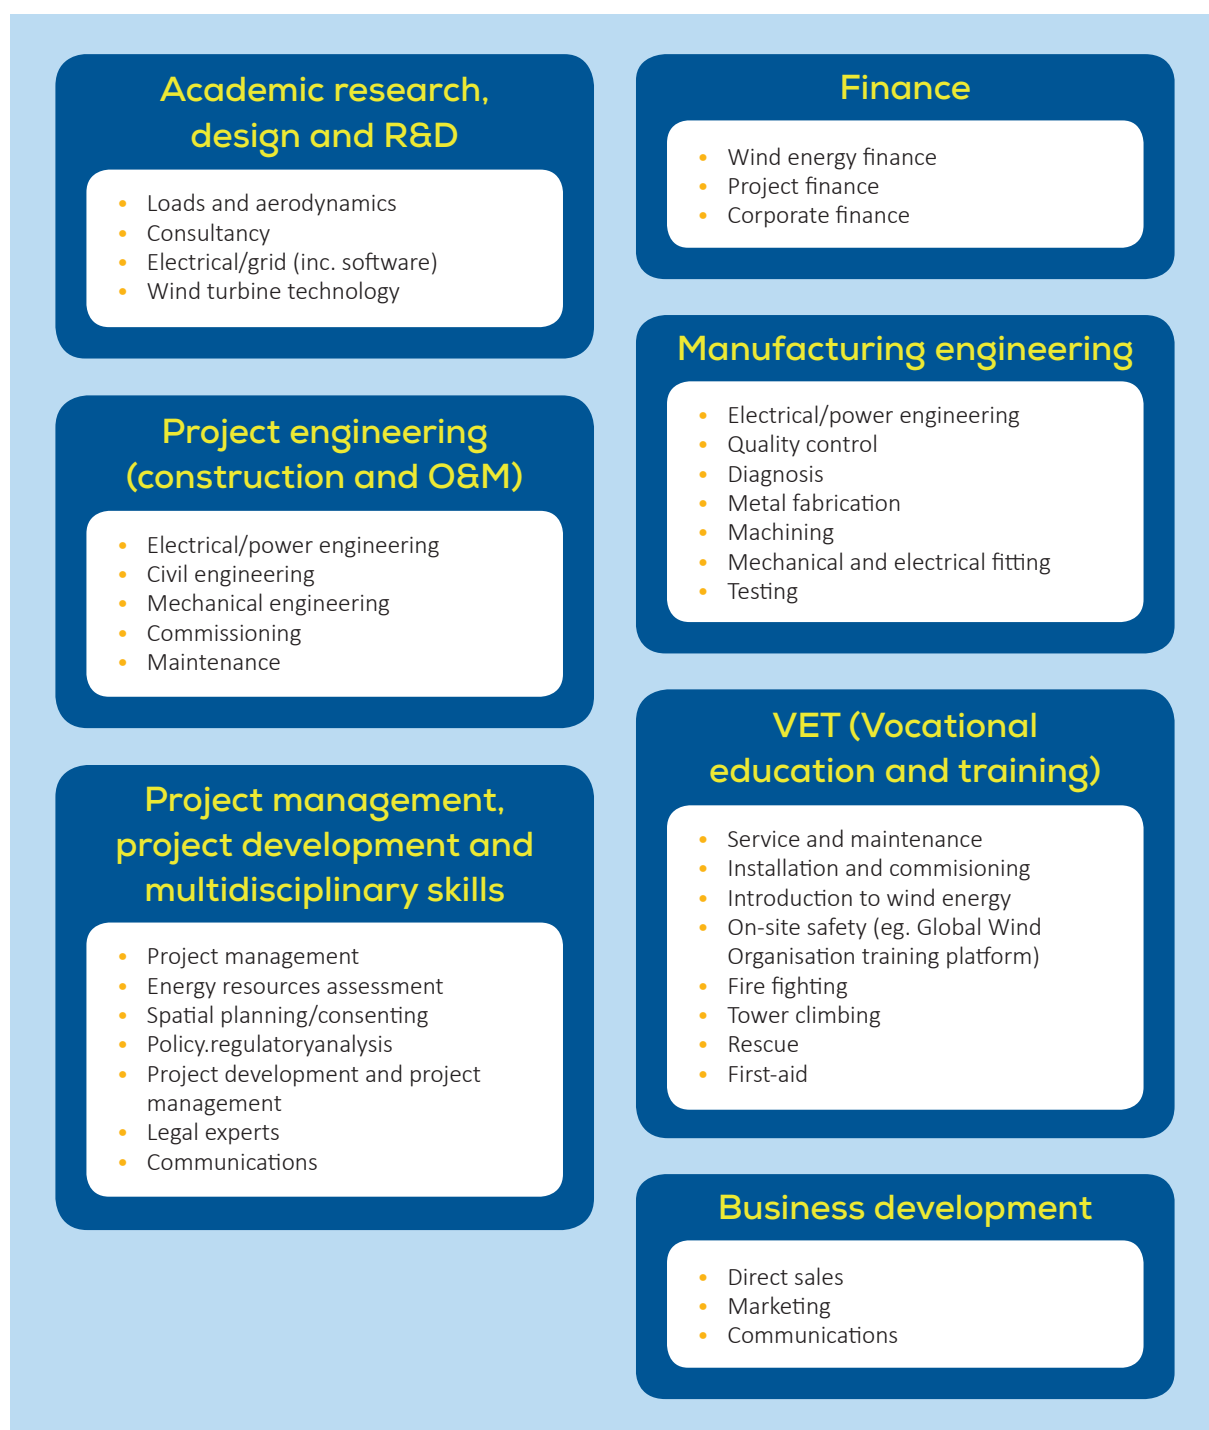 Academic research,
design and R&D
• Loads and aerodynamics
• Consultancy
• Electrical/grid (inc. software)
• Wind turbine technology
Project engineering
(construction and O&M)
• Electrical/power engineering
• Civil engineering
• Mechanical engineering
• Commissioning
• Maintenance
Project management,
project development and
multidisciplinary skills
• Project management
• Energy resources assessment
• Spatial planning/consenting
• Policy.regulatoryanalysis
• Project development and project
management
• Legal experts
• Communications
Finance
• Wind energy finance
• Project finance
• Corporate finance
Manufacturing engineering
• Electrical/power engineering
• Quality control
• Diagnosis
• Metal fabrication
• Machining
• Mechanical and electrical fitting
• Testing
VET (Vocational
education and training)
• Service and maintenance
• Installation and commisioning
• Introduction to wind energy
• On-site safety (eg. Global Wind
Organisation training platform)
• Fire fighting
• Tower climbing
• Rescue
• First-aid
Business development
• Direct sales
• Marketing
• Communications